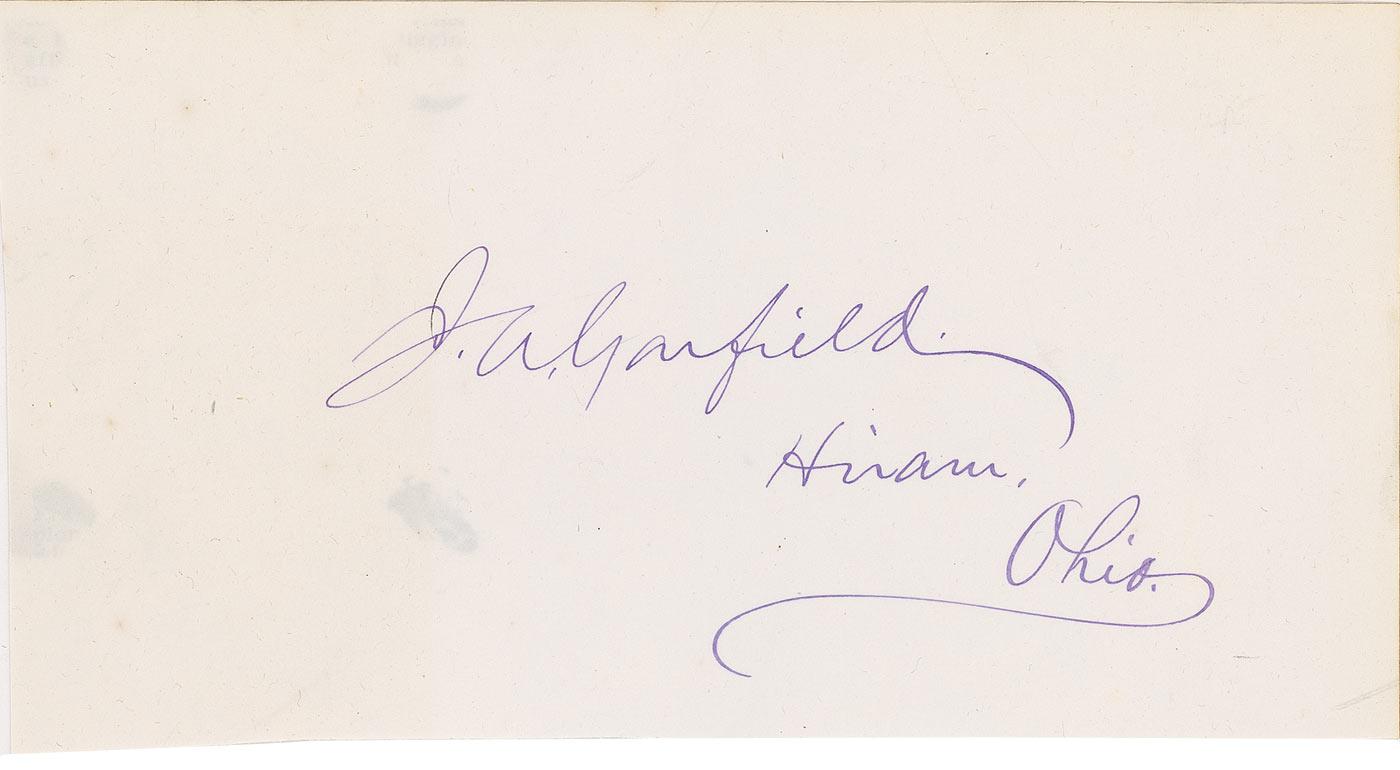 J. A. Garfield.
Hiram,
Ohio.